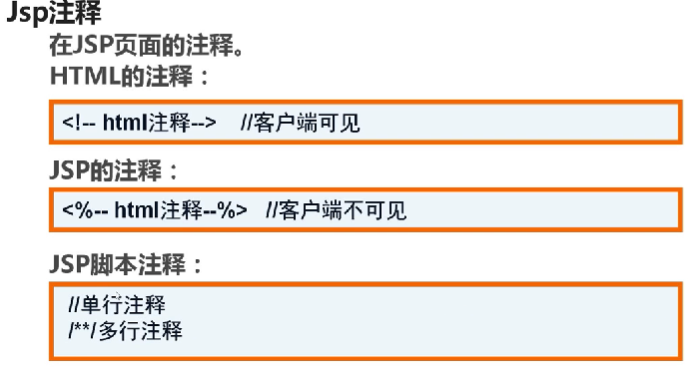 Jsp注释
在JSP页面的注释。
HTML的注释：
<!-- html注释--> //客户端可见
JSP的注释：
<%-- html注释--%> //客户端不可见
JSP脚本注释：
//单行注释
/**/多行注释